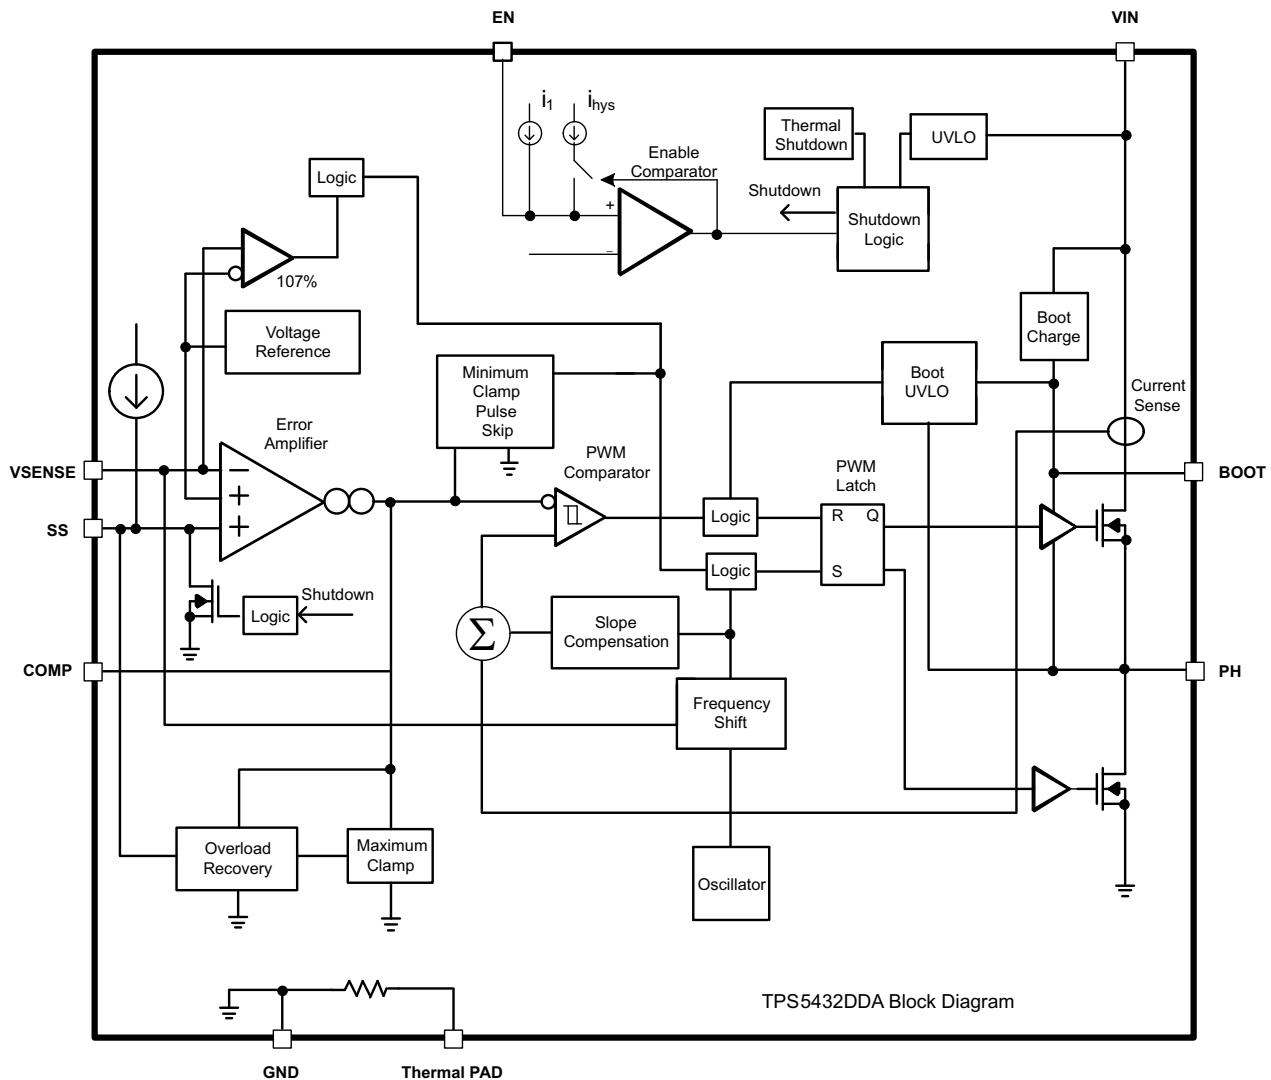 EN
VIN
i1
ihys
Thermal
Shutdown
UVLO
Enable
Comparator
Logic
Shutdown
+
−
Shutdown
Logic
107%
Voltage
Reference
Boot
Charge
Minimum
Clamp
Pulse
Skip
Boot
UVLO
Current
Sense
Error
Amplifier
PWM
Comparator
PWM
Latch
VSENSE
−
+
+
BOOT
SS
Logic
R Q
Logic
S
Shutdown
Logic
Σ
Slope
Compensation
COMP
PH
Frequency
Shift
Overload
Recovery
Maximum
Clamp
Oscillator
TPS5432DDA Block Diagram
GND
Thermal PAD